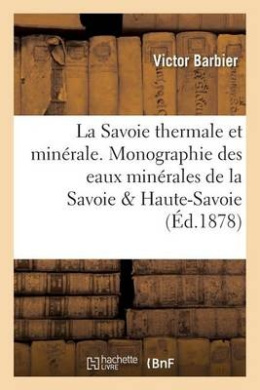 Victor Barbier
La Savoie thermale et minérale. Monographie des eaux minérales de la Savoie & Haute-Savoie (Éd.1878)
hachette
LIVRE
{BnF